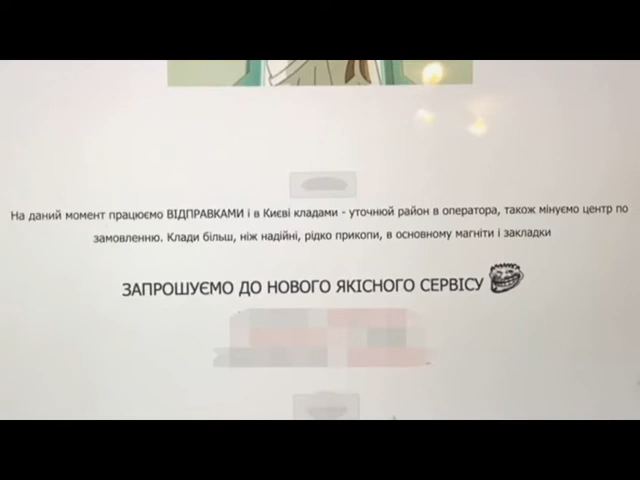 На даний момент працюємо ВІДПРАВКАМИ і в Києві кладами - уточнюй район в оператора, також мінуємо центр по
замовленню. Клади більш, ніж надійні, рідко прикопи, в основному магніти і закладки
ЗАПРОШУЄМО ДО НОВОГО ЯКІСНОГО СЕРВІСУ